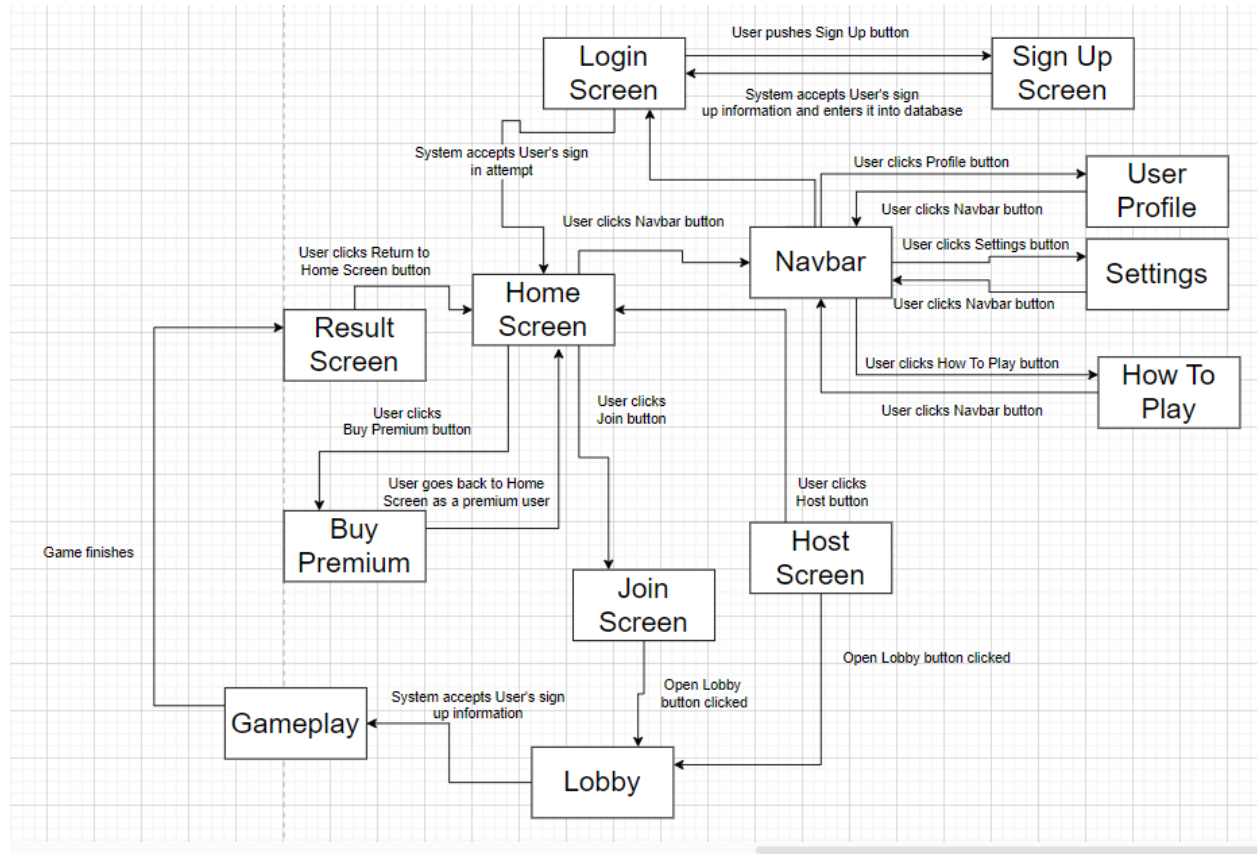 User pushes Sign Up button
Login
Screen
Sign Up
Screen
System accepts User's sign
up information and enters it into database
System accepts User's sign
in attempt
User clicks Profile button
User
Profile
User clicks Navbar button
User clicks Navbar button
Navbar
User clicks Settings button
Settings
User clicks Navbar button
User clicks Return to
Home Screen button
Home
Screen
Result
Screen
User clicks How To Play button
How To
Play
User clicks Navbar button
User clicks
Join button
User clicks
Buy Premium button
User goes back to Home
Screen as a premium user
User clicks
Host button
Buy
Premium
Host
Screen
Game finishes
Join
Screen
Open Lobby button clicked
Open Lobby
button clicked
System accepts User's sign
up information
Gameplay
Lobby